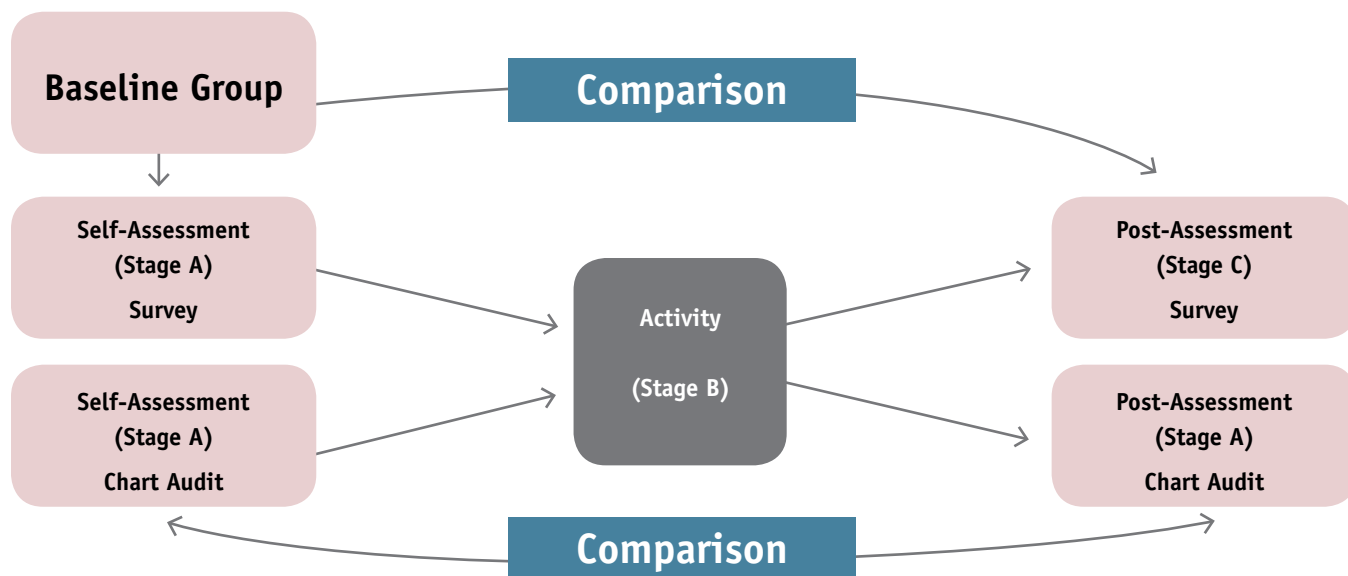 Baseline Group
Comparison
Self-Assessment
(Stage A)
Survey
Activity
(Stage B)
Post-Assessment
(Stage C)
Survey
Self-Assessment
(Stage A)
Chart Audit
Post-Assessment
(Stage A)
Chart Audit
Comparison